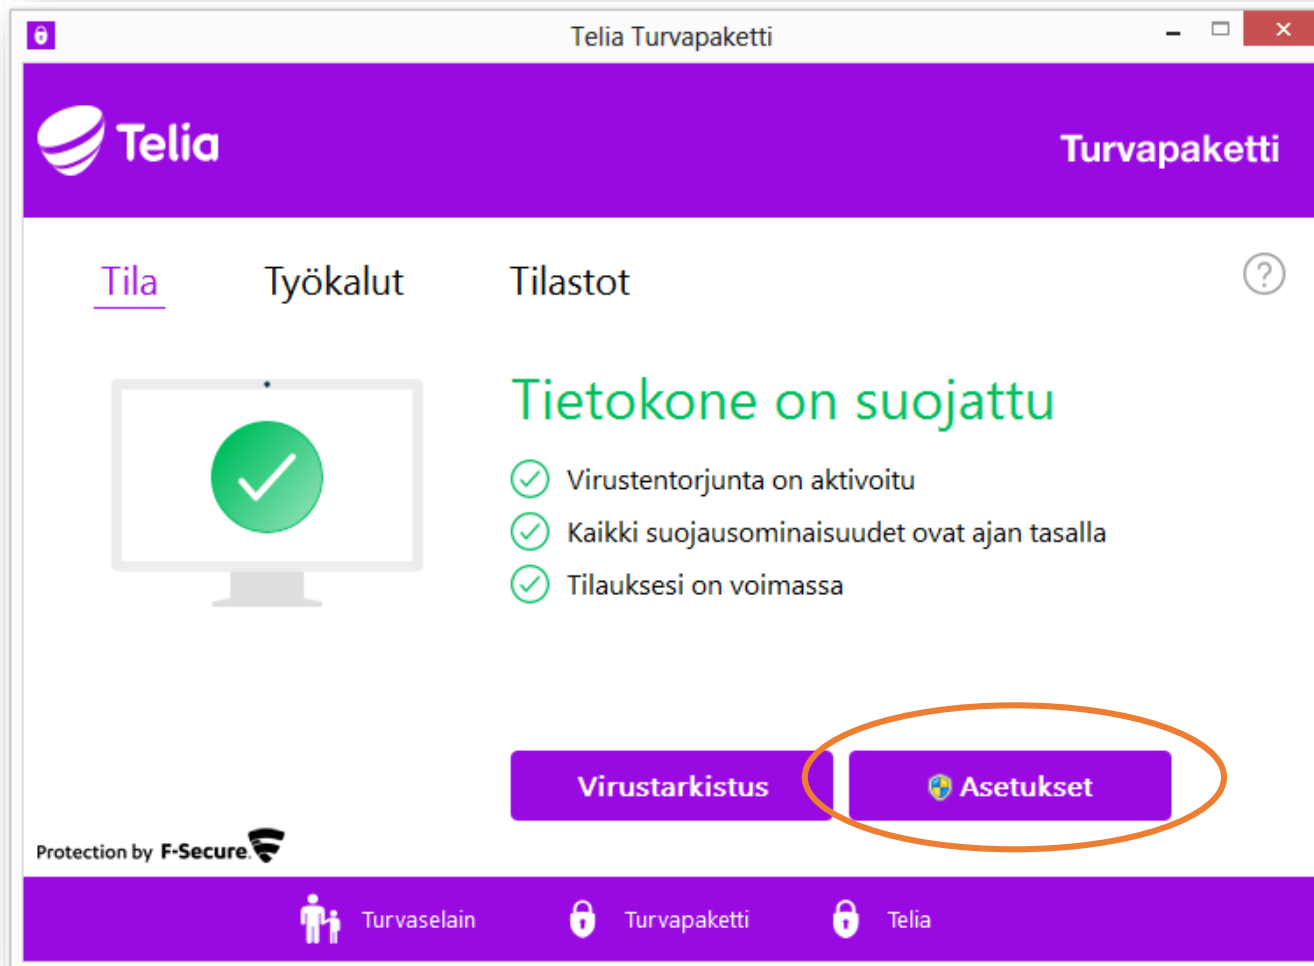 Telia Turvapaketti
Telia
Turvapaketti
Tila Työkalut Tilastot
?
Tietokone on suojattu
Virustentorjunta on aktivoitu
Kaikki suojausominaisuudet ovat ajan tasalla
Tilauksesi on voimassa
Virustarkistus Asetukset
Protection by F-Secure.
Turvaselain Turvapaketti Telia